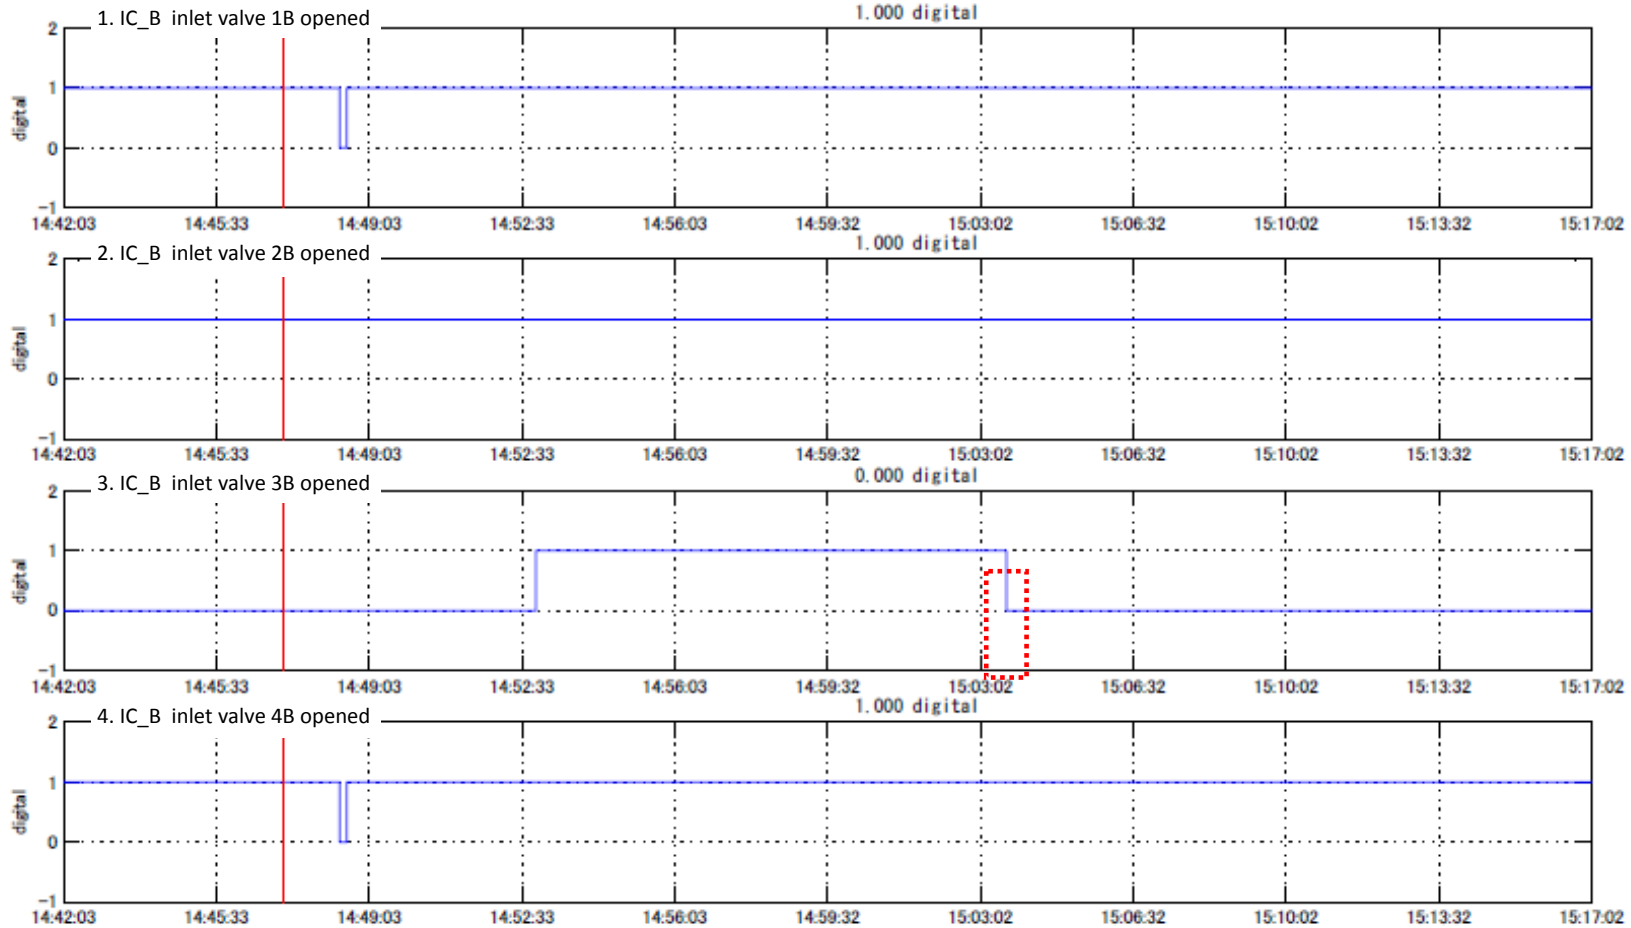 1. IC_B inlet valve 1B opened
1.000 digital
2
1
0
-1
digital
14:42:03 14:45:33 14:49:03 14:52:33 14:56:03 14:59:32 15:03:02 15:06:32 15:10:02 15:13:32 15:17:02
2. IC_B inlet valve 2B opened
1.000 digital
2
1
0
-1
digital
14:42:03 14:45:33 14:49:03 14:52:33 14:56:03 14:59:32 15:03:02 15:06:32 15:10:02 15:13:32 15:17:02
3. IC_B inlet valve 3B opened
0.000 digital
2
1
0
-1
digital
14:42:03 14:45:33 14:49:03 14:52:33 14:56:03 14:59:32 15:03:02 15:06:32 15:10:02 15:13:32 15:17:02
4. IC_B inlet valve 4B opened
1.000 digital
2
1
0
-1
digital
14:42:03 14:45:33 14:49:03 14:52:33 14:56:03 14:59:32 15:03:02 15:06:32 15:10:02 15:13:32 15:17:02